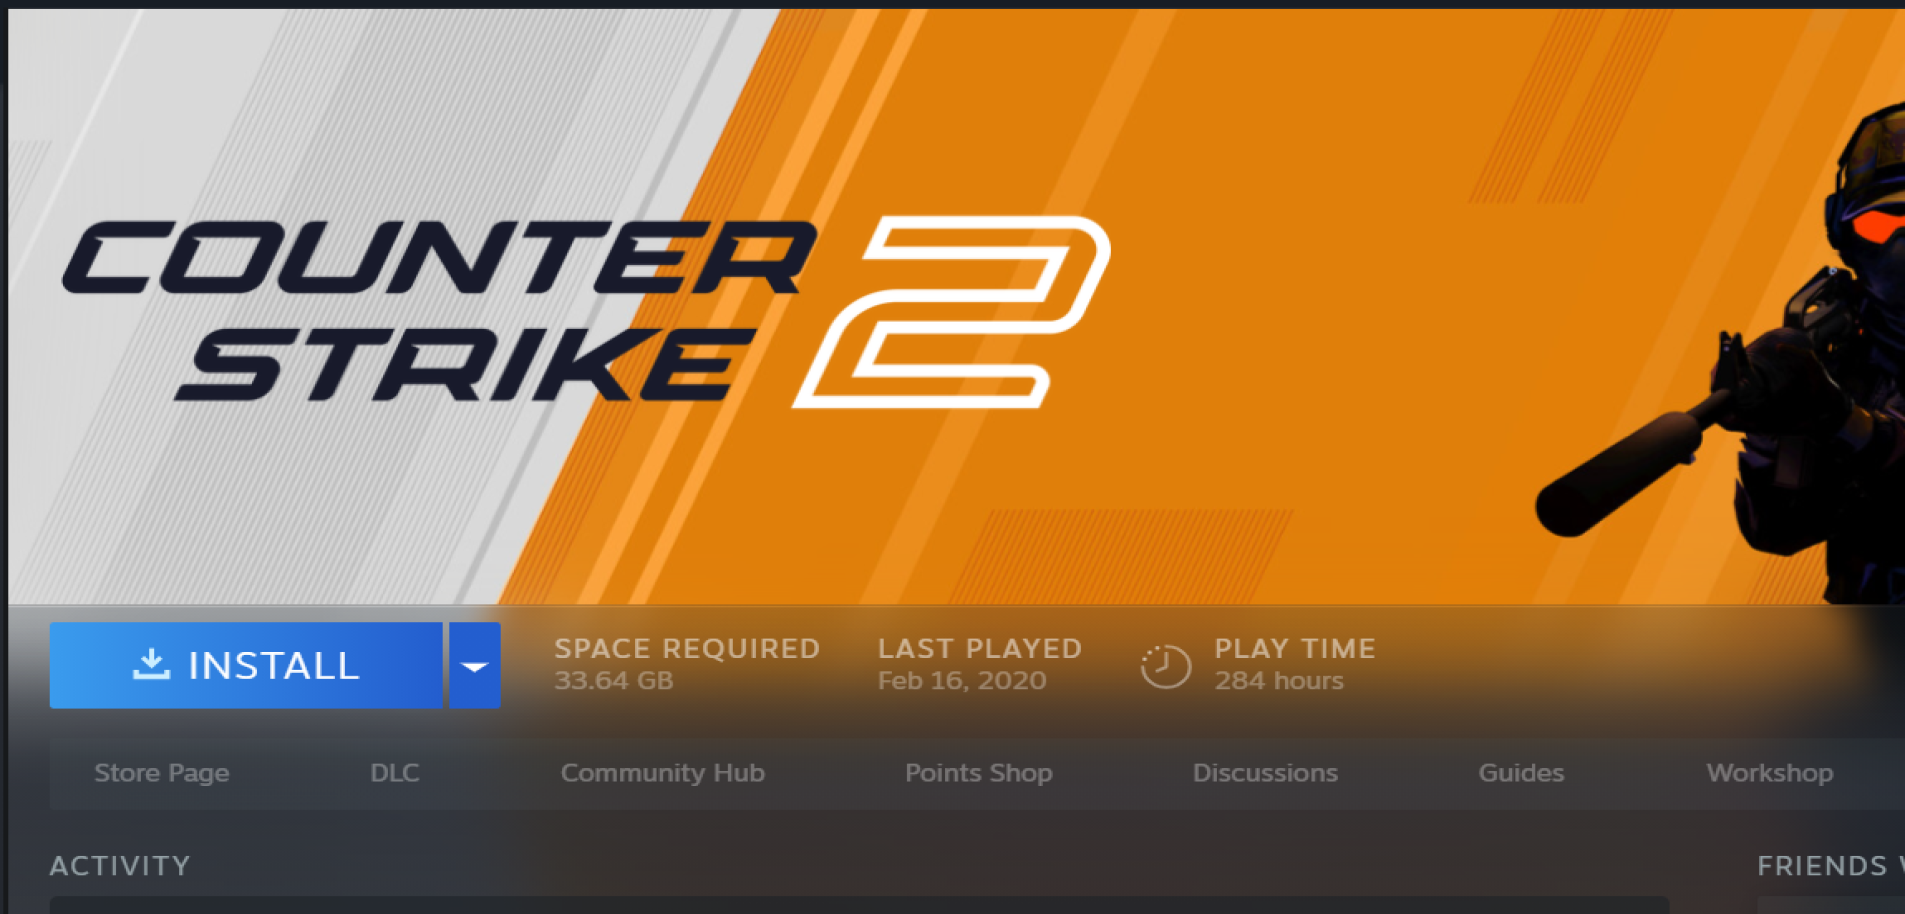 COUNTER
STRIKE 2
INSTALL
SPACE REQUIRED
33.64 GB
LAST PLAYED
Feb 16, 2020
PLAY TIME
284 hours
Store Page DLC Community Hub Points Shop Discussions Guides Workshop
ACTIVITY
FRIENDS